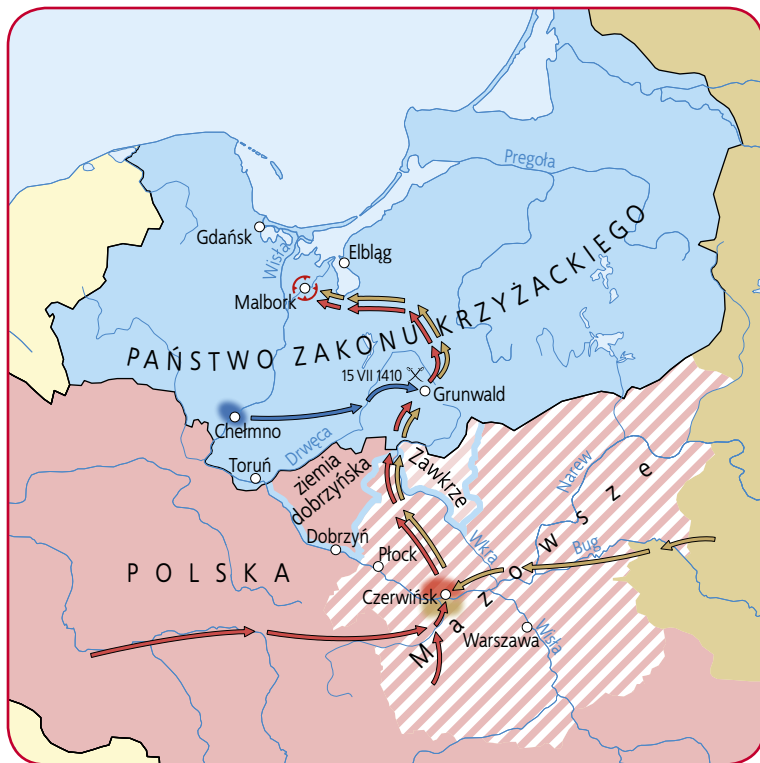 Pregoła
Gdańsk
Wisła
Elbląg
Malbork
PAŃSTWO ZAKONU KRZYŻACKIEGO
15 VII 1410
Grunwald
Chełmno
Drwęca
Toruń
ziemia
dobrzyńska
Zawkrze
Narew
Dobrzyń
Wkra
Bug
Płock
POLSKA
Czerwińsk
Mazowsze
Warszawa
Wisła